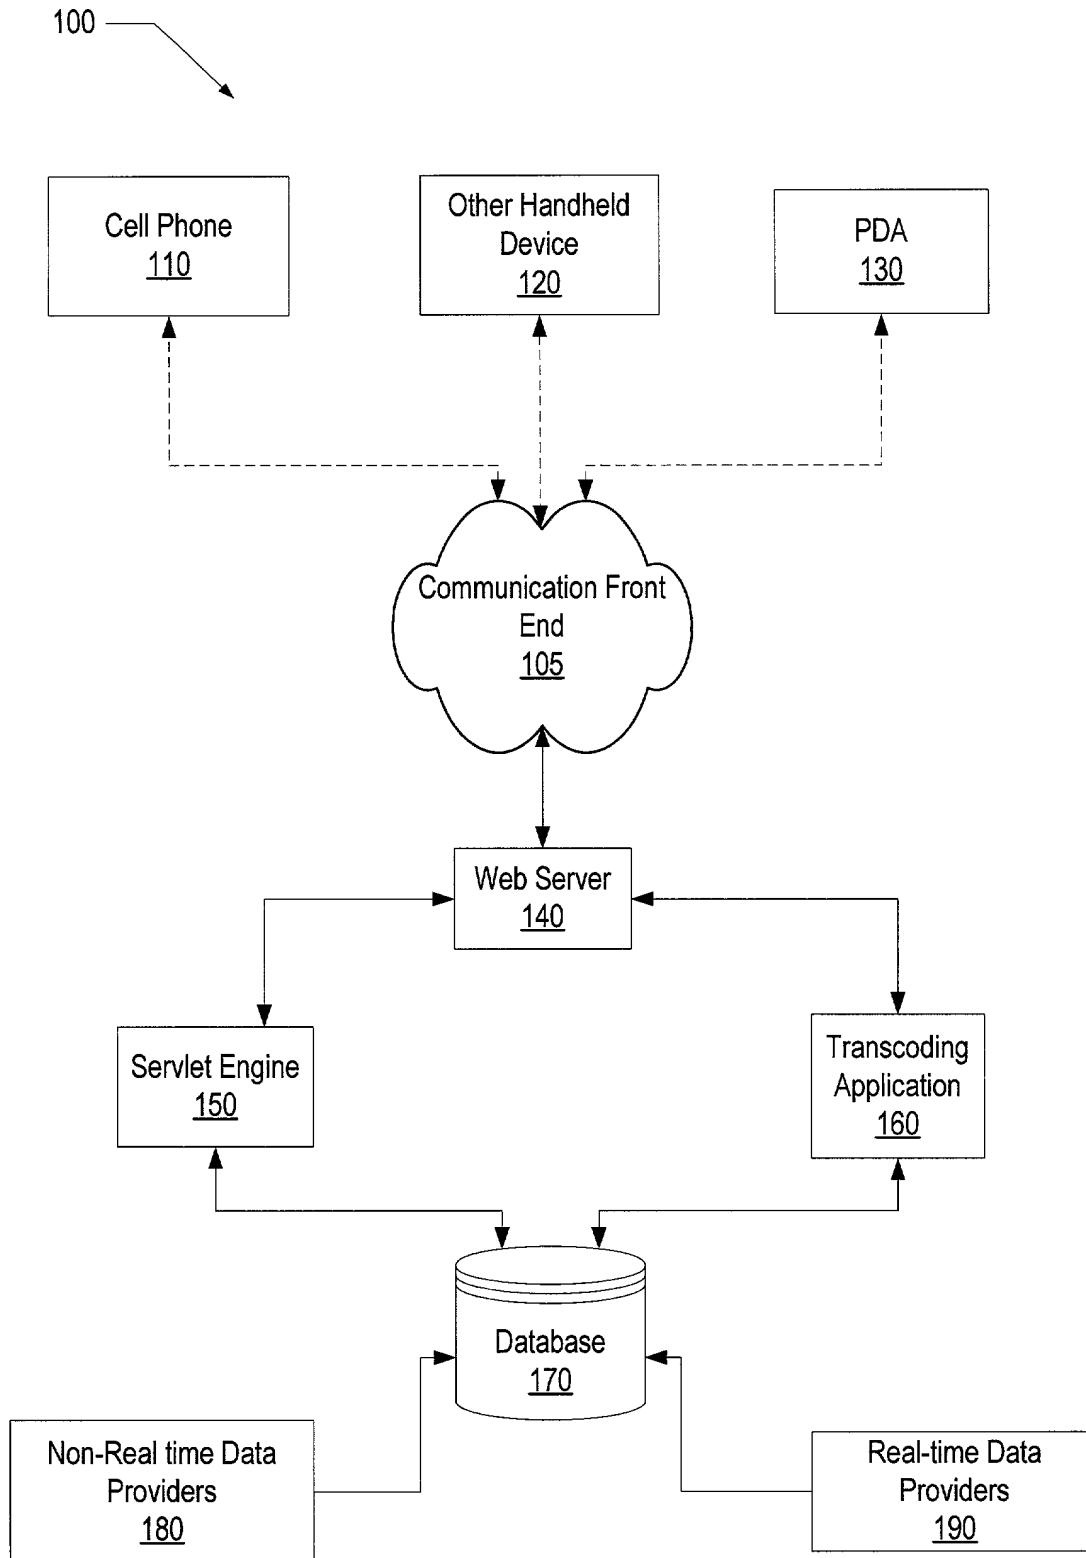 100
Cell Phone
110
Other Handheld
Device
120
PDA
130
Communication Front
End
105
Web Server
140
Servlet Engine
150
Transcoding
Application
160
Database
170
Non-Real time Data
Providers
180
Real-time Data
Providers
190